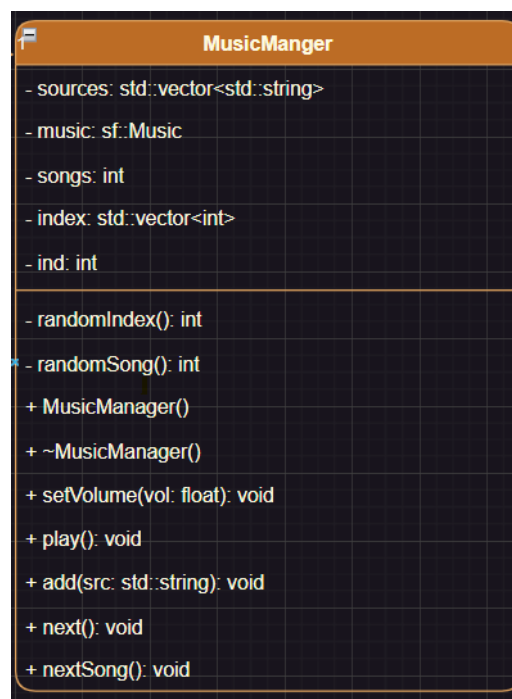 MusicManger
- sources: std::vector<std::string>
- music: sf::Music
- songs: int
- index: std::vector<int>
- ind: int
- randomIndex(): int
- randomSong(): int
+ MusicManager()
+ ~MusicManager()
+ setVolume(vol: float): void
+ play(): void
+ add(src: std::string): void
+ next(): void
+ nextSong(): void